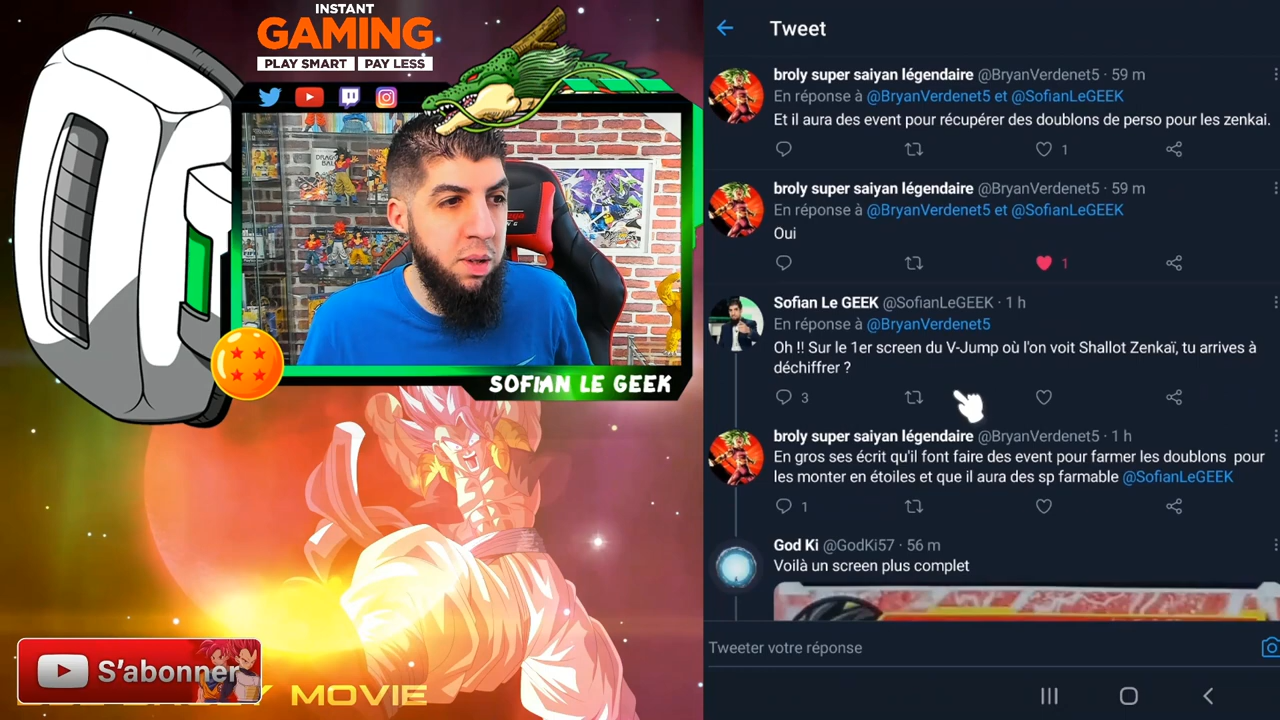 INSTANT
GAMING
PLAY SMART PAY LESS
SOFIAN LE GEEK
S'abonner
MOVIE
Tweet
broly super saiyan légendaire @BryanVerdenet5 · 59 m
En réponse à @BryanVerdenet5 et @SofianLeGEEK
Et il aura des event pour récupérer des doublons de perso pour les zenkai.
1
broly super saiyan légendaire @BryanVerdenet5 · 59 m
En réponse à @BryanVerdenet5 et @SofianLeGEEK
Oui
1
Sofian Le GEEK @SofianLeGEEK · 1 h
En réponse à @BryanVerdenet5
Oh !! Sur le 1er screen du V-Jump où l'on voit Shallot Zenkaï, tu arrives à
déchiffrer ?
3
broly super saiyan légendaire @BryanVerdenet5 · 1 h
En gros ses écrit qu'il font faire des event pour farmer les doublons pour
les monter en étoiles et que il aura des sp farmable @SofianLeGEEK
1
God Ki @GodKi57 · 56 m
Voilà un screen plus complet
Tweeter votre réponse